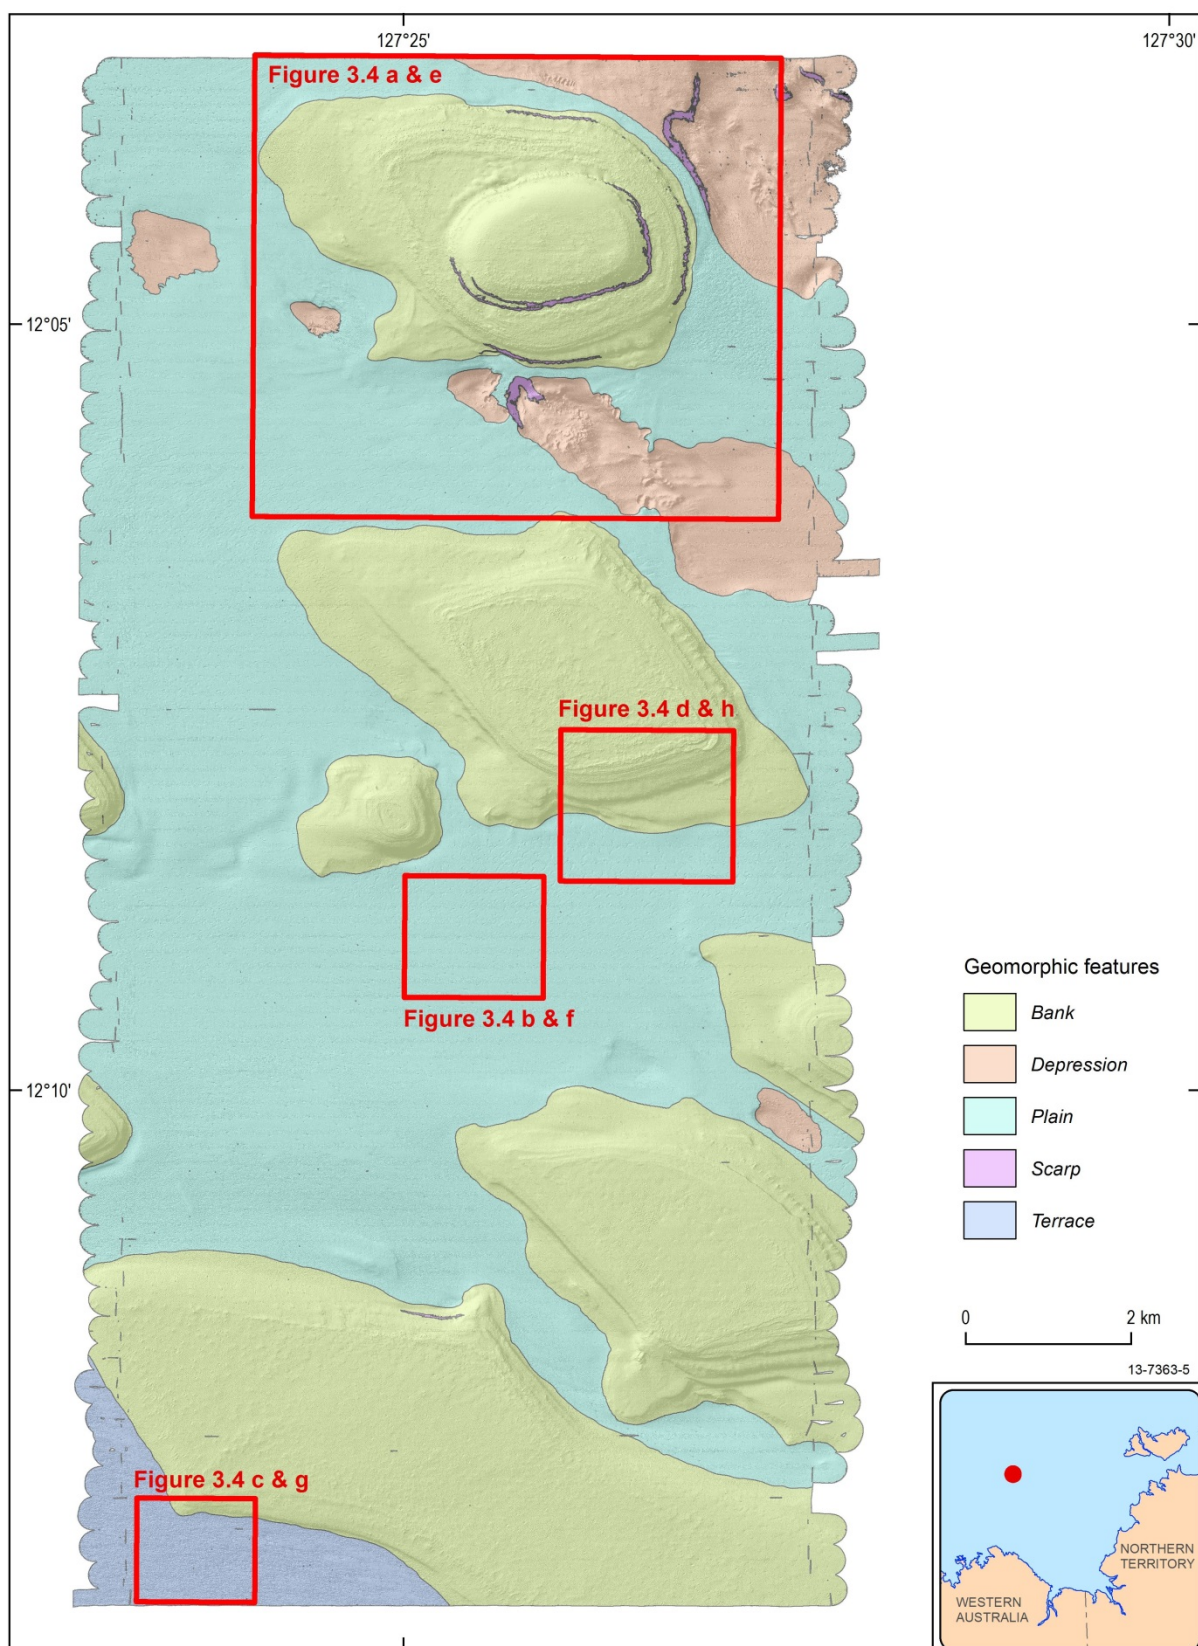 127°25'
127°30'
Figure 3.4 a & e
12°05'
Figure 3.4 d & h
Figure 3.4 b & f
12°10'
Figure 3.4 c & g
Geomorphic features
Bank
Depression
Plain
Scarp
Terrace
0 2 km
13-7363-5
NORTHERN
TERRITORY
WESTERN
AUSTRALIA